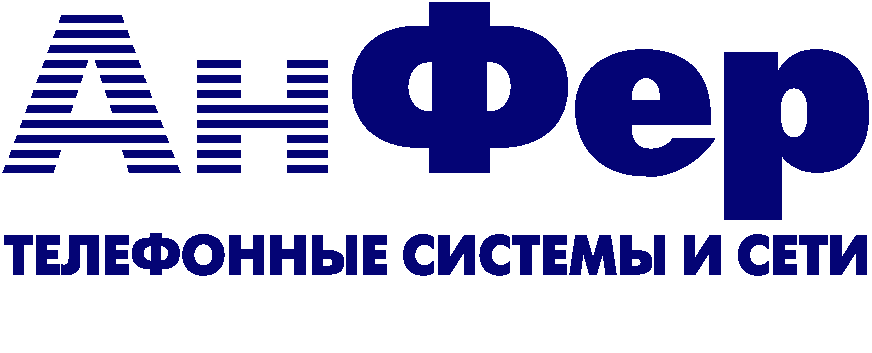 АнФер
ТЕЛЕФОННЫЕ СИСТЕМЫ И СЕТИ